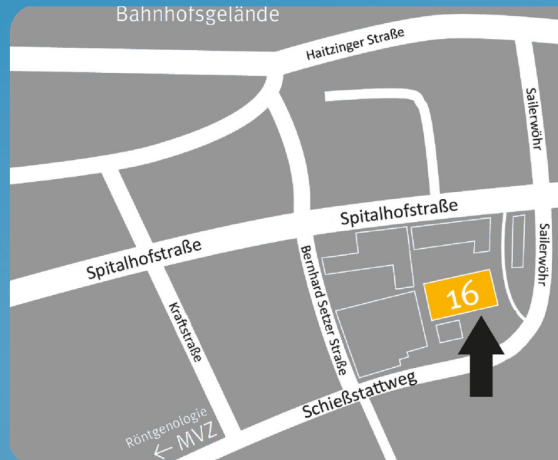 Bahnhofsgelände
Haitzinger Straße
Sailerwöhr
Spitalhofstraße
Sailerwöhr
Spitalhofstraße
Bernhard Setzer Straße
16
Kraftstraße
Schießstattweg
Röntgenologie
← MVZ